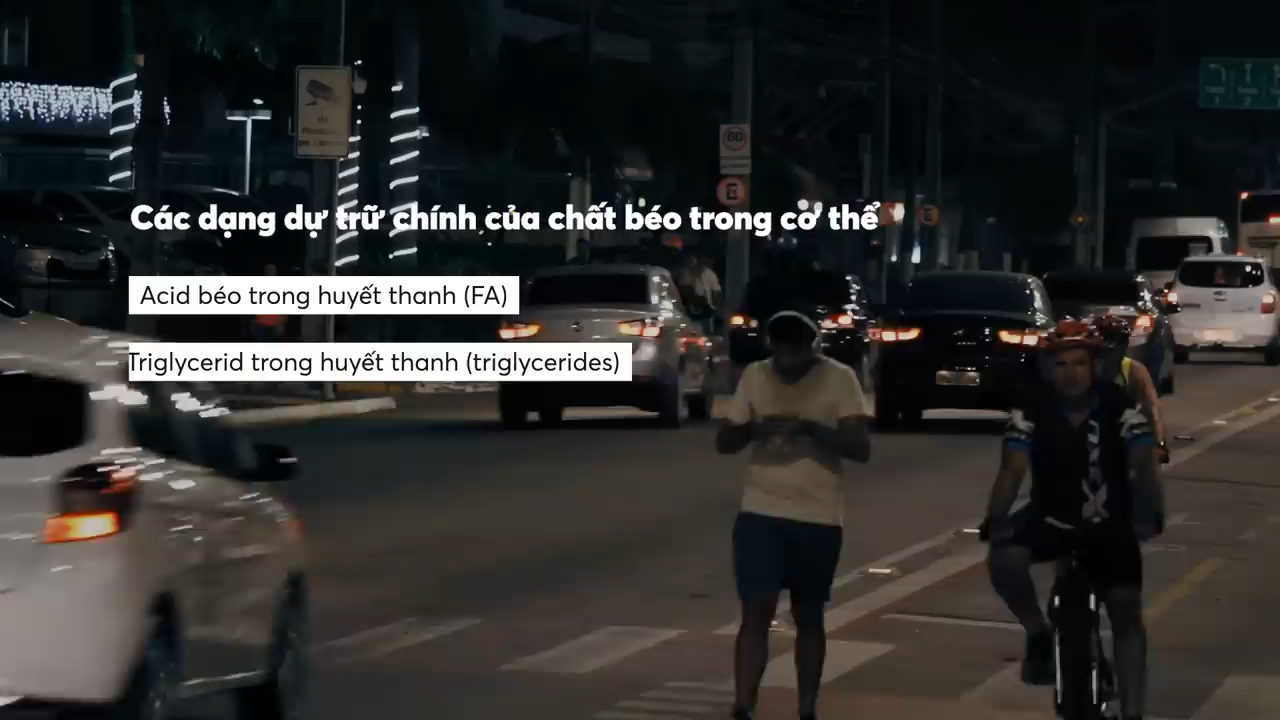 60
E
Các dạng dự trữ chính của chất béo trong cơ thể
Acid béo trong huyết thanh (FA)
Triglycerid trong huyết thanh (triglycerides)